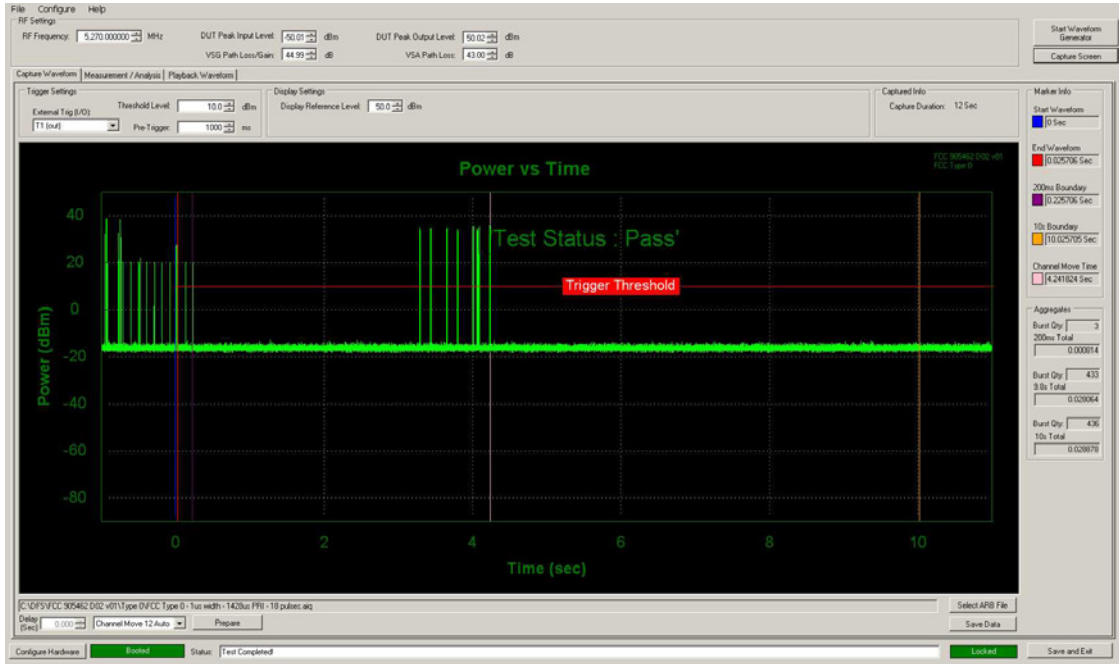 File Configure Help
RF Settings
RF Frequency: 5,270.000000 MHz DUT Peak Input Level: -50.01 dBm DUT Peak Output Level: 50.02 dBm
VSG Path Loss/Gain: 44.99 dB VSA Path Loss: 43.00 dB
Start Waveform Generator
Capture Screen
Capture Waveform Measurement / Analysis Playback Waveform
Trigger Settings
External Trig (I/O): Threshold Level: 10.0 dBm
T1 (out) Pre-Trigger: 1000 ms
Display Settings
Display Reference Level: 50.0 dBm
Captured Info
Capture Duration: 12 Sec
Marker Info
Start Waveform
0 Sec
End Waveform
0.025706 Sec
200ms Boundary
0.225706 Sec
10s Boundary
10.025705 Sec
Channel Move Time
4.241824 Sec
Aggregates
Burst Qty: 3
200ms Total
0.000814
Burst Qty: 433
9.8s Total
0.028064
Burst Qty: 436
10s Total
0.028878
Power vs Time
FCC 905462 D02 v01
FCC Type 0
Test Status : Pass'
Trigger Threshold
Power (dBm)
40
20
0
-20
-40
-60
-80
0 2 4 6 8 10
Time (sec)
C:\DFS\FCC 905462 D02 v01\Type 0\FCC Type 0 - 1us width - 1428us PRI - 18 pulses.aiq
Select ARB File
Delay (Sec) 0.000 Channel Move 12 Auto Prepare
Save Data
Configure Hardware Booted Status: Test Completed! Locked Save and Exit